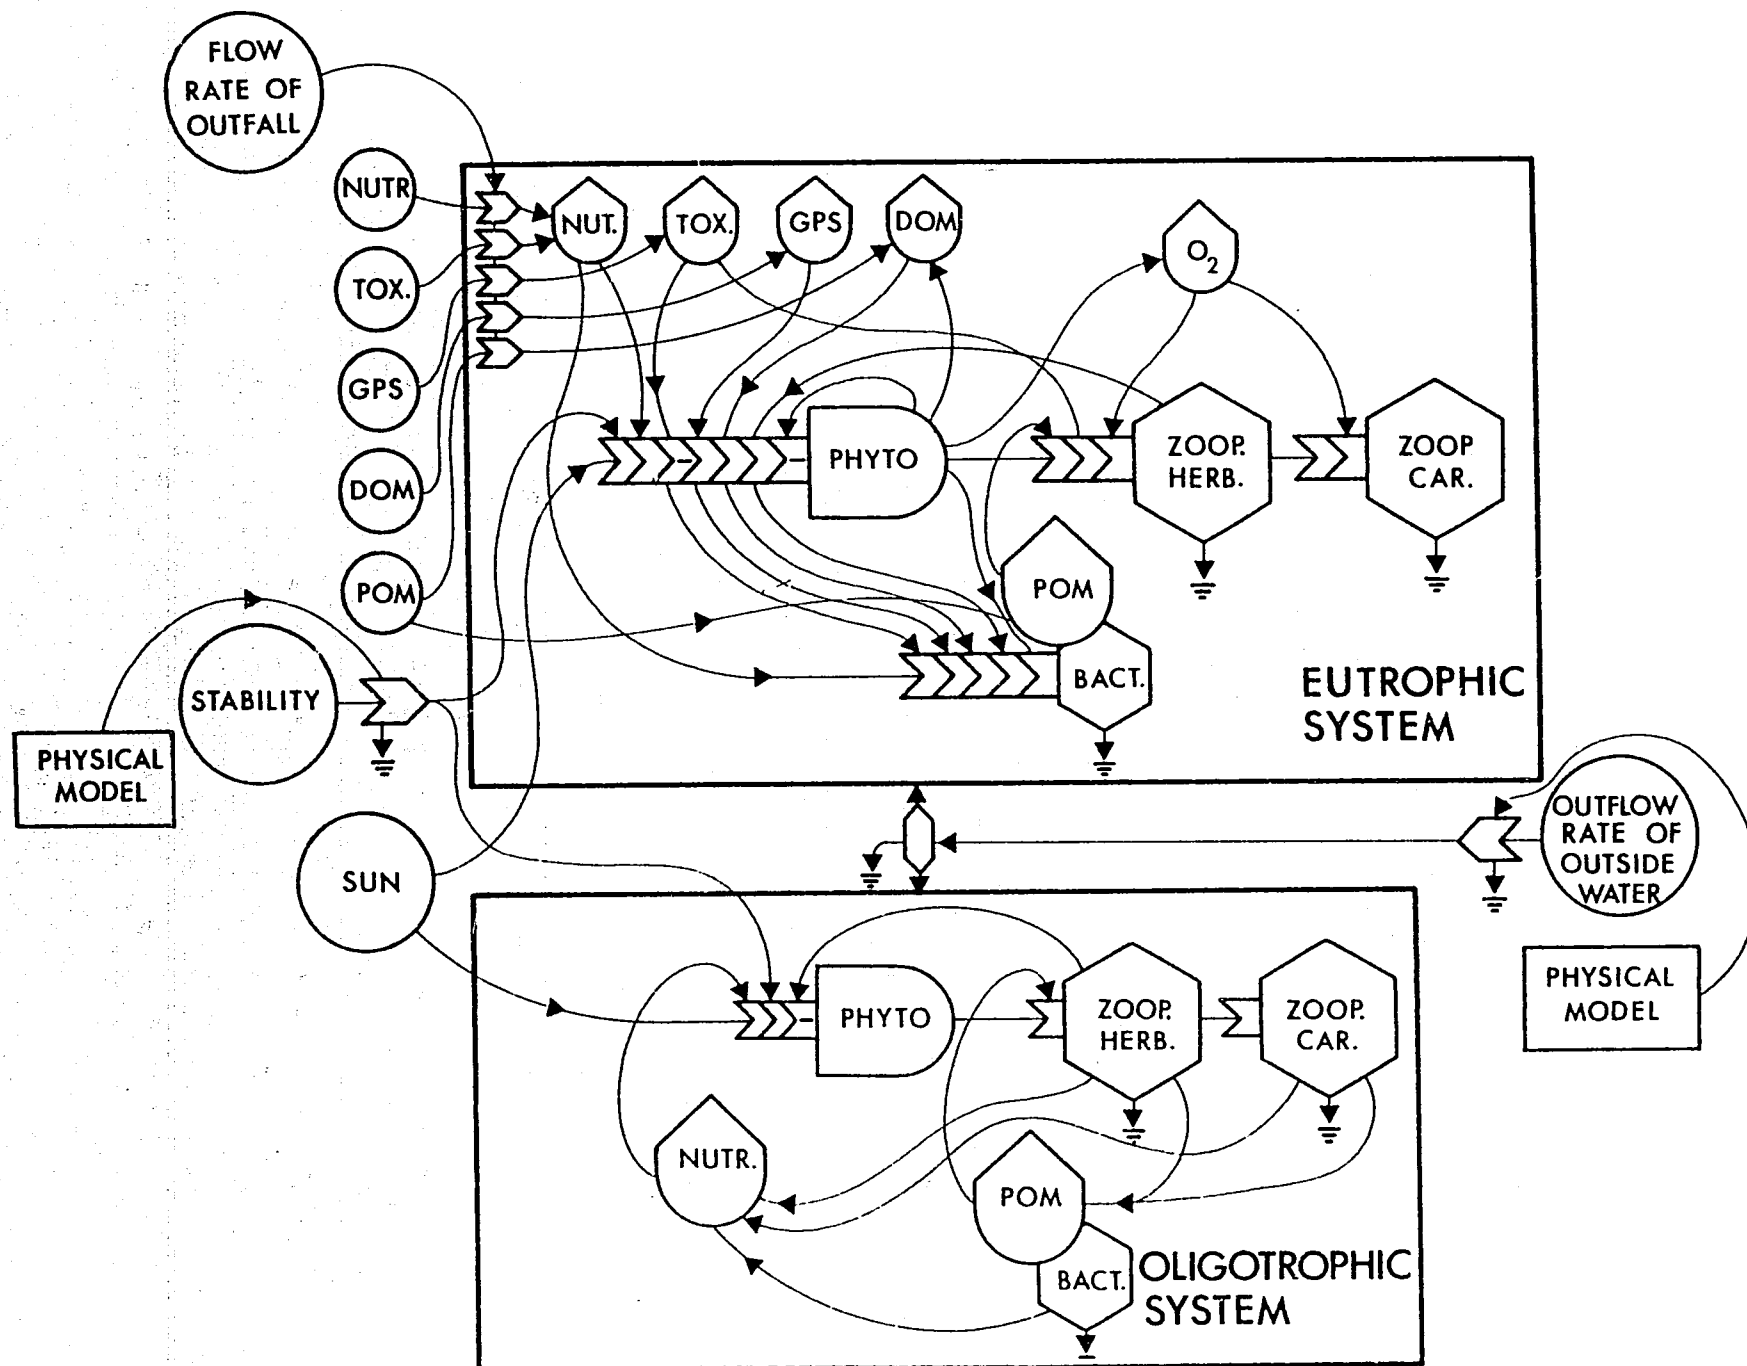 FLOW
RATE OF
OUTFALL
NUTR
TOX.
GPS
DOM
POM
STABILITY
PHYSICAL
MODEL
SUN
NUT.
TOX.
GPS
DOM
O2
PHYTO
ZOOP.
HERB.
ZOOP
CAR.
POM
BACT.
EUTROPHIC
SYSTEM
OUTFLOW
RATE OF
OUTSIDE
WATER
PHYSICAL
MODEL
PHYTO
ZOOP.
HERB.
ZOOP.
CAR.
NUTR.
POM
BACT.
OLIGOTROPHIC
SYSTEM